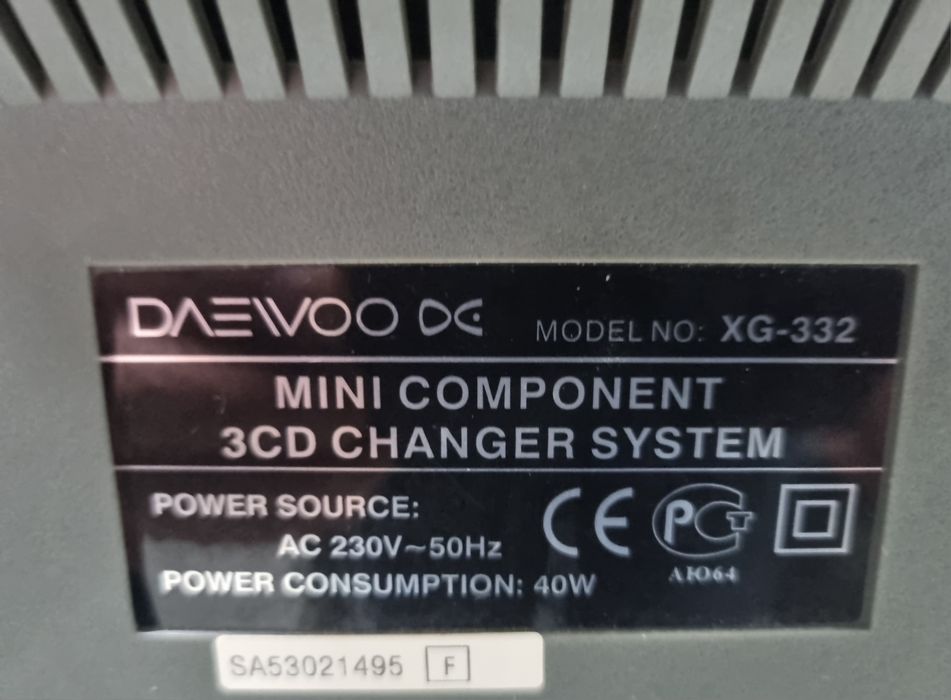 DAEWOO DE
MODEL NO: XG-332
MINI COMPONENT
3CD CHANGER SYSTEM
POWER SOURCE:
AC 230V~50Hz
POWER CONSUMPTION: 40W
CE PCT
АЮ64
SA53021495 F